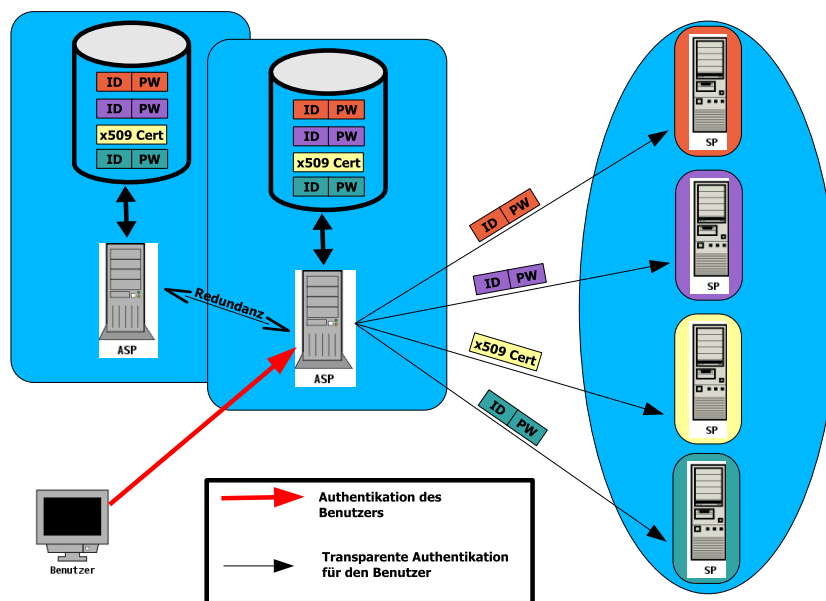 ID PW
ID PW
x509 Cert
ID PW
ASP
ID PW
ID PW
x509 Cert
ID PW
ASP
Redundanz
ID PW
ID PW
x509 Cert
ID PW
SP
SP
SP
SP
Benutzer
Authentikation des
Benutzers
Transparente Authentikation
für den Benutzer